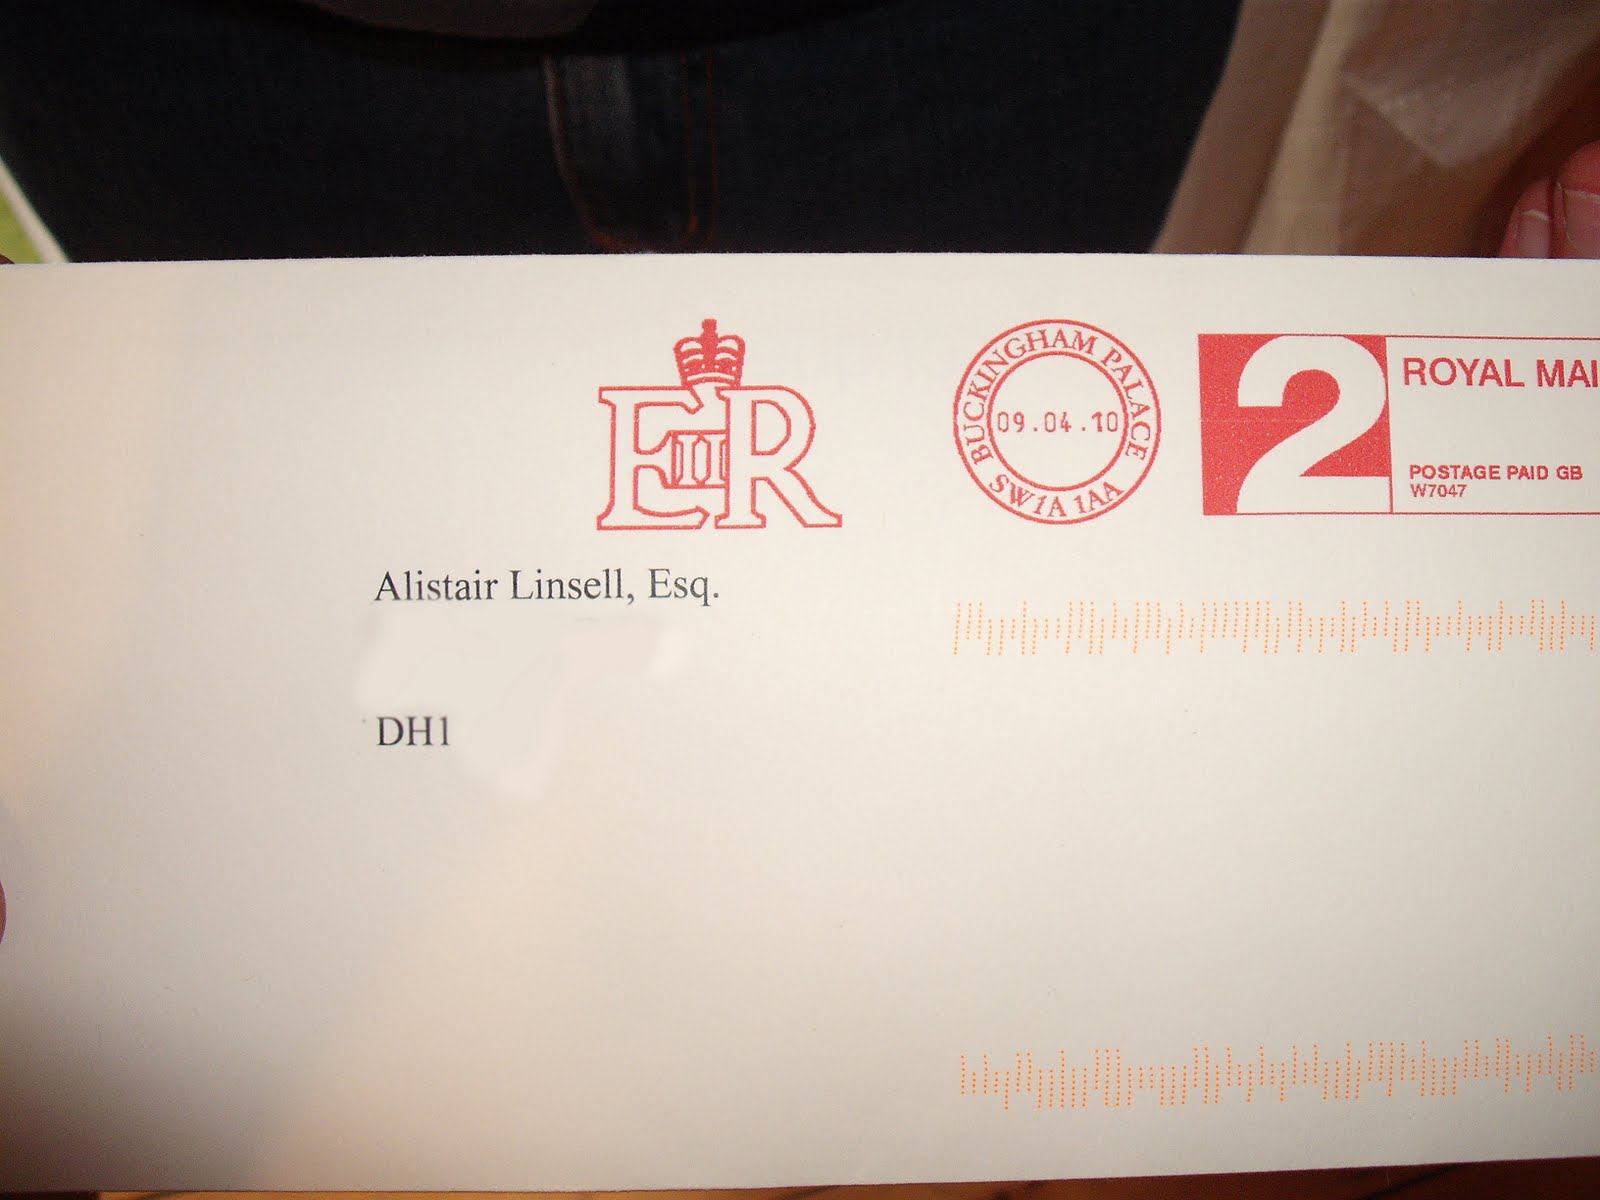 EIIR
BUCKINGHAM PALACE
09.04.10
SW1A 1AA
2
ROYAL MAI
POSTAGE PAID GB
W7047
Alistair Linsell, Esq.
DH1